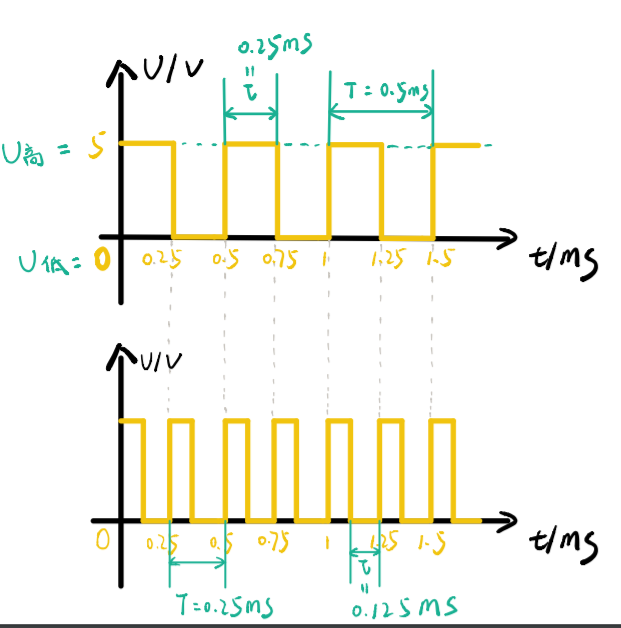 0.25ms
=
τ
U/V
T=0.5ms
U高 = 5
U低=0
0.25 0.5 0.75 1 1.25 1.5
t/ms
U/V
0 0.25 0.5 0.75 1 1.25 1.5
t/ms
T=0.25ms
τ
=
0.125ms